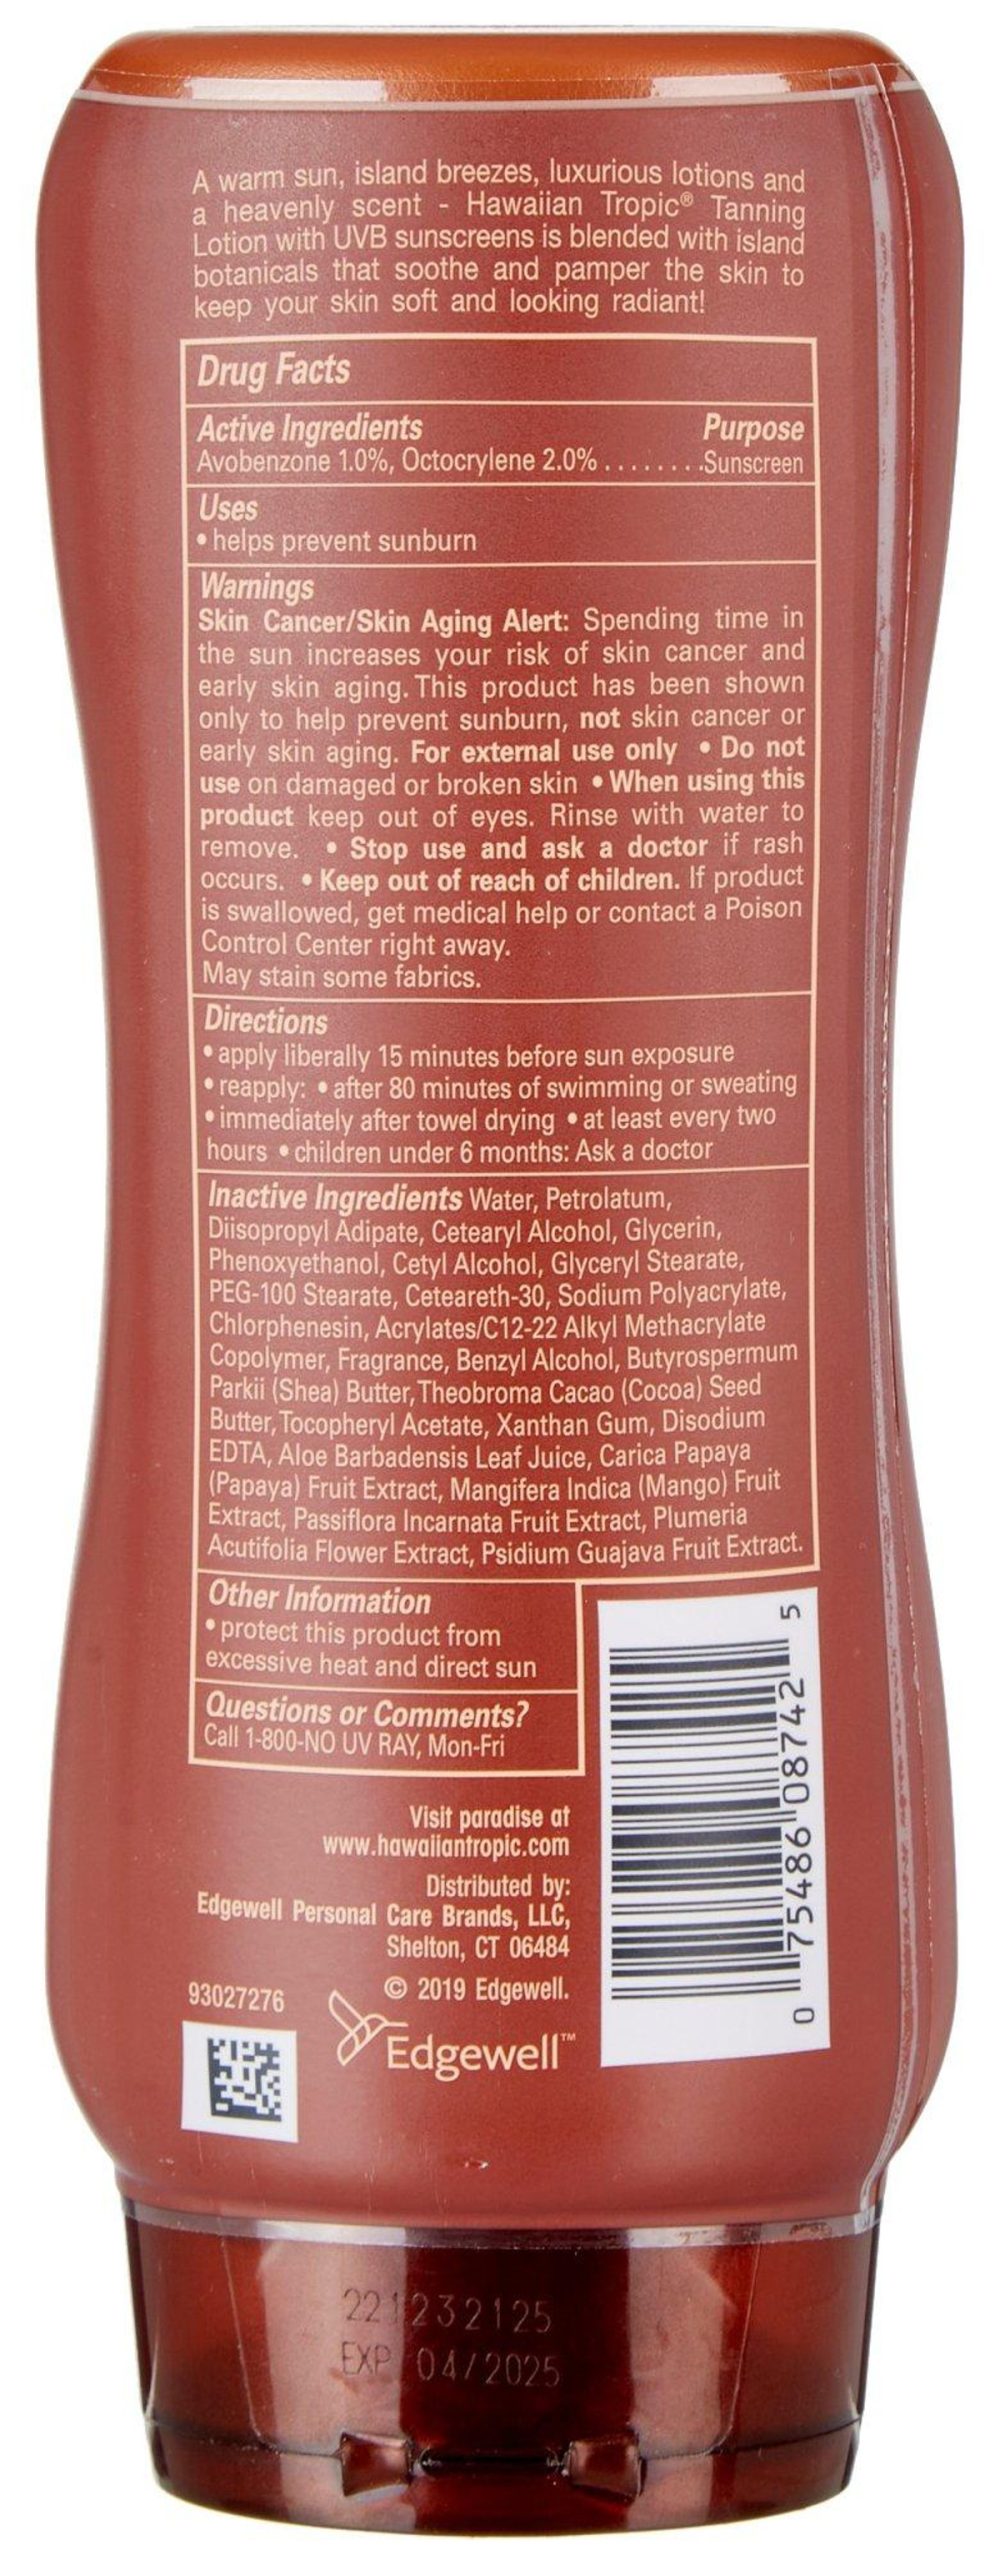 A warm sun, island breezes, luxurious lotions and
a heavenly scent - Hawaiian Tropic® Tanning
Lotion with UVB sunscreens is blended with island
botanicals that soothe and pamper the skin to
keep your skin soft and looking radiant!
Drug Facts
Active Ingredients Purpose
Avobenzone 1.0%, Octocrylene 2.0% ........Sunscreen
Uses
• helps prevent sunburn
Warnings
Skin Cancer/Skin Aging Alert: Spending time in
the sun increases your risk of skin cancer and
early skin aging. This product has been shown
only to help prevent sunburn, not skin cancer or
early skin aging. For external use only • Do not
use on damaged or broken skin • When using this
product keep out of eyes. Rinse with water to
remove. • Stop use and ask a doctor if rash
occurs. • Keep out of reach of children. If product
is swallowed, get medical help or contact a Poison
Control Center right away.
May stain some fabrics.
Directions
• apply liberally 15 minutes before sun exposure
• reapply: • after 80 minutes of swimming or sweating
• immediately after towel drying • at least every two
hours • children under 6 months: Ask a doctor
Inactive Ingredients Water, Petrolatum,
Diisopropyl Adipate, Cetearyl Alcohol, Glycerin,
Phenoxyethanol, Cetyl Alcohol, Glyceryl Stearate,
PEG-100 Stearate, Ceteareth-30, Sodium Polyacrylate,
Chlorphenesin, Acrylates/C12-22 Alkyl Methacrylate
Copolymer, Fragrance, Benzyl Alcohol, Butyrospermum
Parkii (Shea) Butter, Theobroma Cacao (Cocoa) Seed
Butter, Tocopheryl Acetate, Xanthan Gum, Disodium
EDTA, Aloe Barbadensis Leaf Juice, Carica Papaya
(Papaya) Fruit Extract, Mangifera Indica (Mango) Fruit
Extract, Passiflora Incarnata Fruit Extract, Plumeria
Acutifolia Flower Extract, Psidium Guajava Fruit Extract.
Other Information
• protect this product from
excessive heat and direct sun
Questions or Comments?
Call 1-800-NO UV RAY, Mon-Fri
0 75486 08742 5
Visit paradise at
www.hawaiiantropic.com
Distributed by:
Edgewell Personal Care Brands, LLC,
Shelton, CT 06484
© 2019 Edgewell.
93027276
Edgewell™
221232125
EXP 04/2025